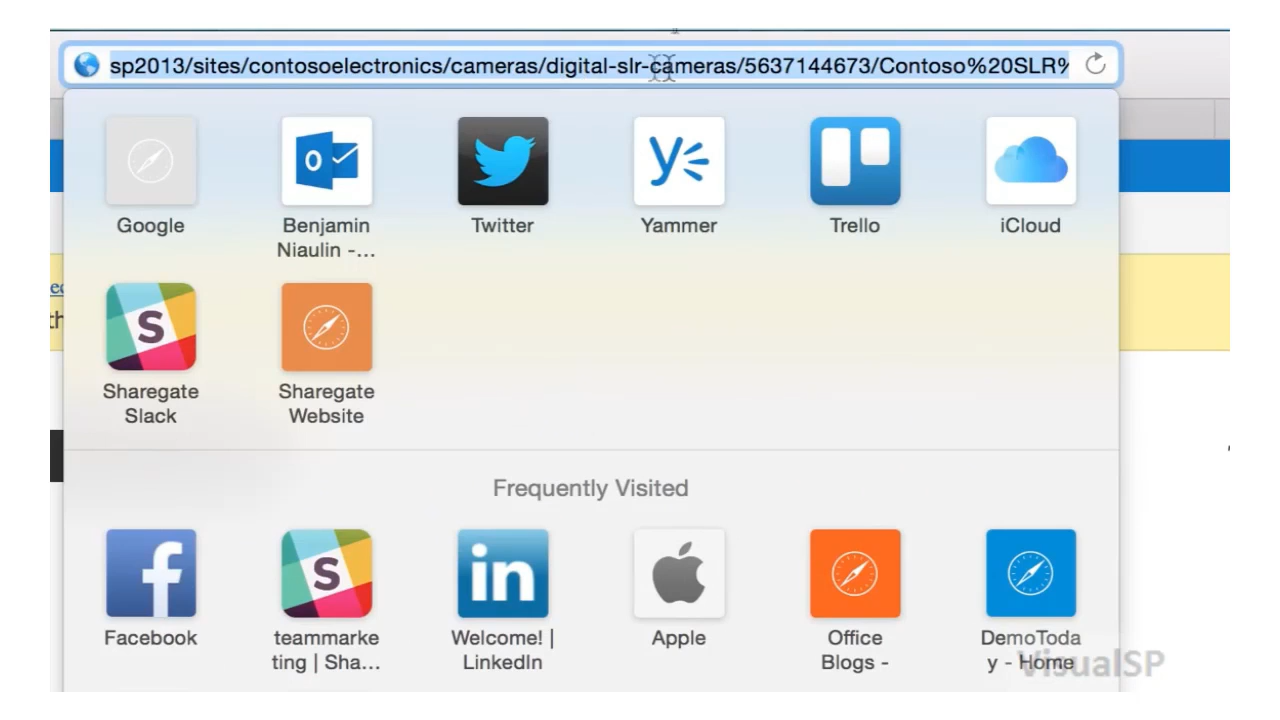 sp2013/sites/contosoelectronics/cameras/digital-slr-cameras/5637144673/Contoso%20SLR%
Google
Benjamin
Niaulin -...
Twitter
Yammer
Trello
iCloud
S
Sharegate
Slack
Sharegate
Website
Frequently Visited
f
Facebook
S
teammarke
ting | Sha...
in
Welcome! |
LinkedIn
Apple
Office
Blogs -
DemoToda
y - Home
VisualSP